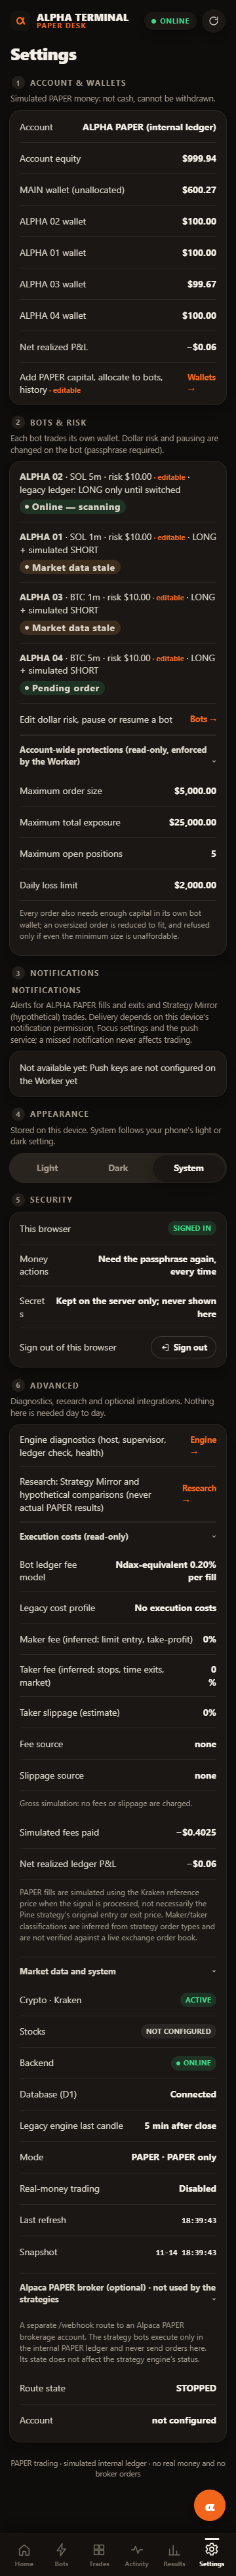 α ALPHA TERMINAL
PAPER DESK
ONLINE
Settings
1 ACCOUNT & WALLETS
Simulated PAPER money: not cash, cannot be withdrawn.
Account ALPHA PAPER (internal ledger)
Account equity $999.94
MAIN wallet (unallocated) $600.27
ALPHA 02 wallet $100.00
ALPHA 01 wallet $100.00
ALPHA 03 wallet $99.67
ALPHA 04 wallet $100.00
Net realized P&L −$0.06
Add PAPER capital, allocate to bots, Wallets
history · editable →
2 BOTS & RISK
Each bot trades its own wallet. Dollar risk and pausing are
changed on the bot (passphrase required).
ALPHA 02 · SOL 5m · risk $10.00 · editable ·
legacy ledger: LONG only until switched
Online — scanning
ALPHA 01 · SOL 1m · risk $10.00 · editable · LONG
+ simulated SHORT
Market data stale
ALPHA 03 · BTC 1m · risk $10.00 · editable · LONG
+ simulated SHORT
Market data stale
ALPHA 04 · BTC 5m · risk $10.00 · editable · LONG
+ simulated SHORT
Pending order
Edit dollar risk, pause or resume a bot Bots →
Account-wide protections (read-only, enforced
by the Worker)
Maximum order size $5,000.00
Maximum total exposure $25,000.00
Maximum open positions 5
Daily loss limit $2,000.00
Every order also needs enough capital in its own bot
wallet; an oversized order is reduced to fit, and refused
only if even the minimum size is unaffordable.
3 NOTIFICATIONS
NOTIFICATIONS
Alerts for ALPHA PAPER fills and exits and Strategy Mirror
(hypothetical) trades. Delivery depends on this device's
notification permission, Focus settings and the push
service; a missed notification never affects trading.
Not available yet: Push keys are not configured on
the Worker yet
4 APPEARANCE
Stored on this device. System follows your phone's light or
dark setting.
Light Dark System
5 SECURITY
This browser SIGNED IN
Money Need the passphrase again,
actions every time
Secret Kept on the server only; never shown
s here
Sign out of this browser Sign out
6 ADVANCED
Diagnostics, research and optional integrations. Nothing
here is needed day to day.
Engine diagnostics (host, supervisor, Engine
ledger check, health) →
Research: Strategy Mirror and
hypothetical comparisons (never Research
actual PAPER results) →
Execution costs (read-only)
Bot ledger fee Ndax-equivalent 0.20%
model per fill
Legacy cost profile No execution costs
Maker fee (inferred: limit entry, take-profit) 0%
Taker fee (inferred: stops, time exits, 0
market) %
Taker slippage (estimate) 0%
Fee source none
Slippage source none
Gross simulation: no fees or slippage are charged.
Simulated fees paid −$0.4025
Net realized ledger P&L −$0.06
PAPER fills are simulated using the Kraken reference
price when the signal is processed, not necessarily the
Pine strategy's original entry or exit price. Maker/taker
classifications are inferred from strategy order types and
are not verified against a live exchange order book.
Market data and system
Crypto · Kraken ACTIVE
Stocks NOT CONFIGURED
Backend ONLINE
Database (D1) Connected
Legacy engine last candle 5 min after close
Mode PAPER · PAPER only
Real-money trading Disabled
Last refresh 18:39:43
Snapshot 11-14 18:39:43
Alpaca PAPER broker (optional) · not used by the
strategies
A separate /webhook route to an Alpaca PAPER
brokerage account. The strategy bots execute only in
the internal PAPER ledger and never send orders here.
Its state does not affect the strategy engine's status.
Route state STOPPED
Account not configured
PAPER trading · simulated internal ledger · no real money and no
broker orders
α
Home Bots Trades Activity Results Settings